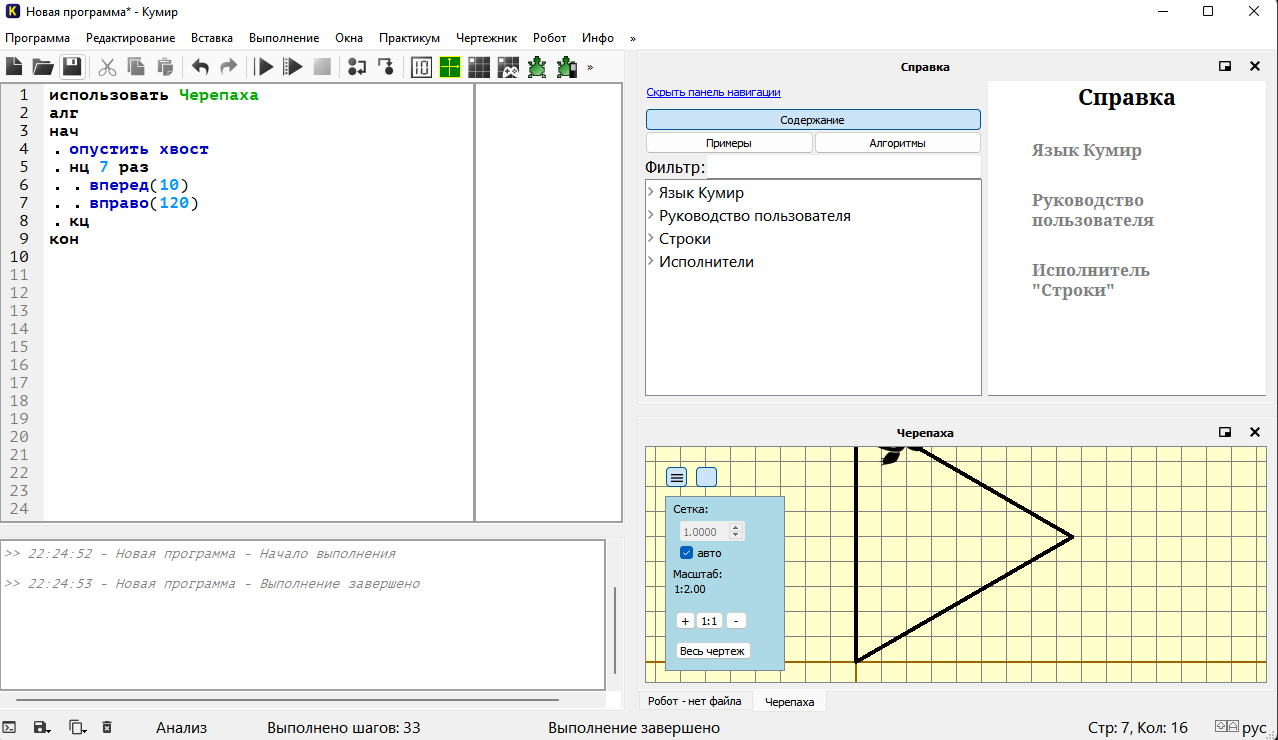 Новая программа* - Кумир
Программа Редактирование Вставка Выполнение Окна Практикум Чертежник Робот Инфо »
»
1 использовать Черепаха
2 алг
3 нач
4 . опустить хвост
5 . нц 7 раз
6 . . вперед(10)
7 . . вправо(120)
8 . кц
9 кон
10
11
12
13
14
15
16
17
18
19
20
21
22
23
24
>> 22:24:52 - Новая программа - Начало выполнения
>> 22:24:53 - Новая программа - Выполнение завершено
Справка
Скрыть панель навигации
Содержание
Примеры Алгоритмы
Фильтр:
Язык Кумир
Руководство пользователя
Строки
Исполнители
Справка
Язык Кумир
Руководство
пользователя
Исполнитель
"Строки"
Черепаха
Сетка:
1.0000
авто
Масштаб:
1:2.00
+ 1:1 -
Весь чертеж
Робот - нет файла Черепаха
Анализ Выполнено шагов: 33 Выполнение завершено Стр: 7, Кол: 16 рус